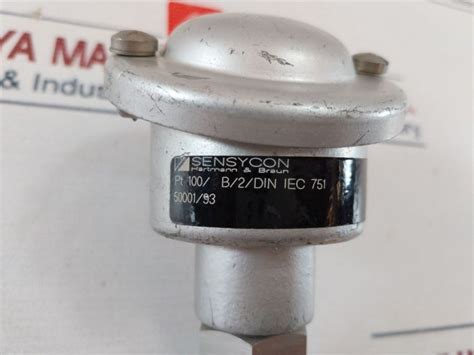 YA MA
& Indus
SENSYCON
Hartmann & Braun
Pt 100/ B/2/DIN IEC 751
50001/93